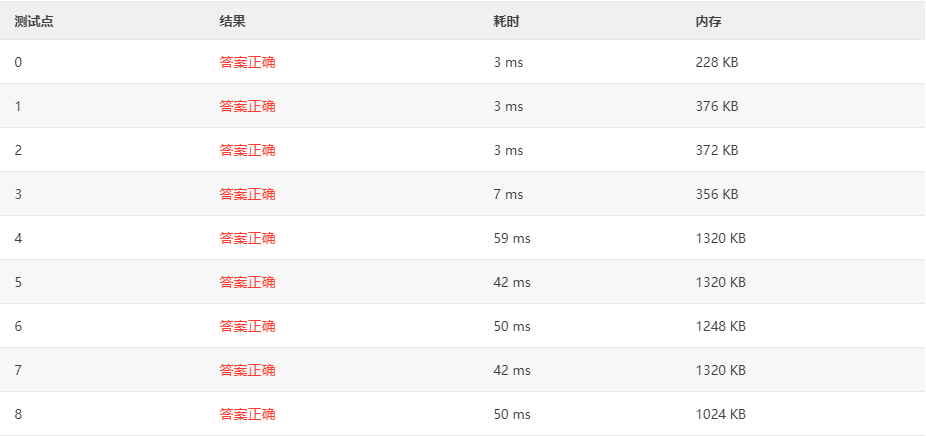 测试点 结果 耗时 内存
0 答案正确 3 ms 228 KB
1 答案正确 3 ms 376 KB
2 答案正确 3 ms 372 KB
3 答案正确 7 ms 356 KB
4 答案正确 59 ms 1320 KB
5 答案正确 42 ms 1320 KB
6 答案正确 50 ms 1248 KB
7 答案正确 42 ms 1320 KB
8 答案正确 50 ms 1024 KB